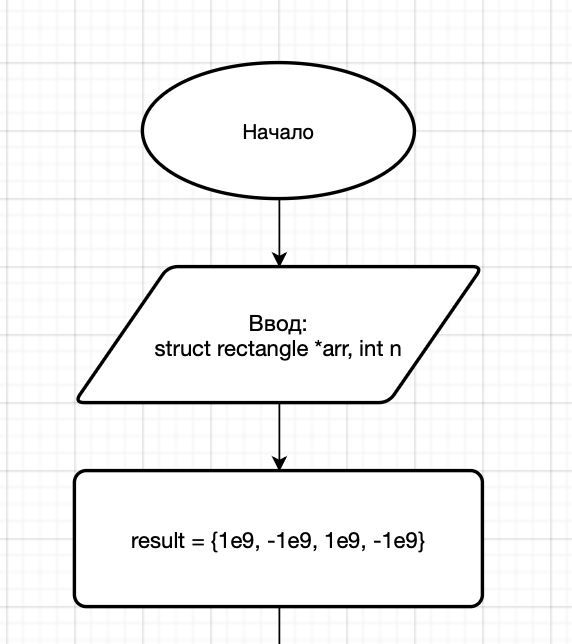 Начало
Ввод:
struct rectangle *arr, int n
result = {1e9, -1e9, 1e9, -1e9}